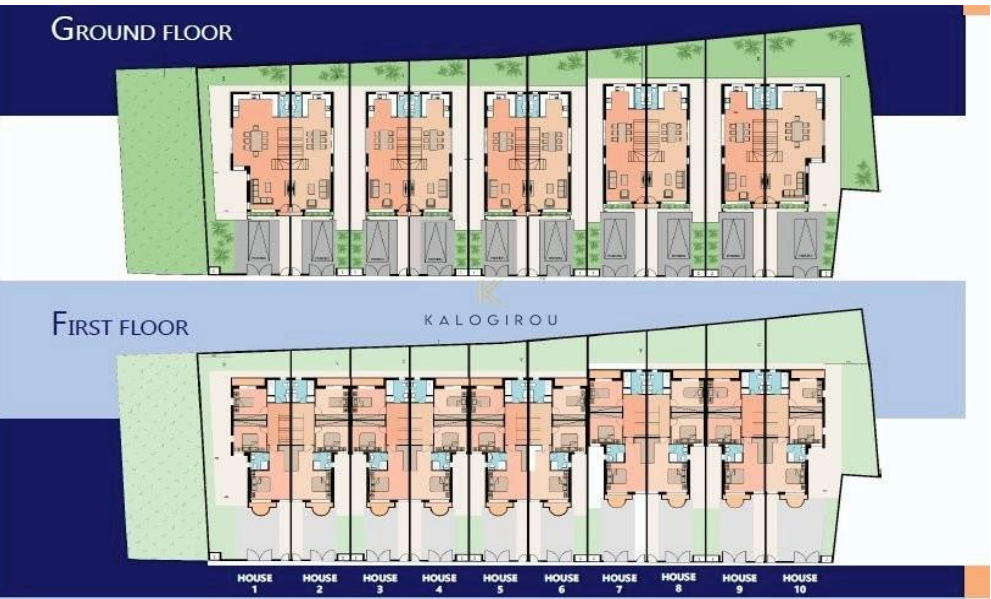 GROUND FLOOR
KALOGIROU
FIRST FLOOR
HOUSE 1
HOUSE 2
HOUSE 3
HOUSE 4
HOUSE 5
HOUSE 6
HOUSE 7
HOUSE 8
HOUSE 9
HOUSE 10